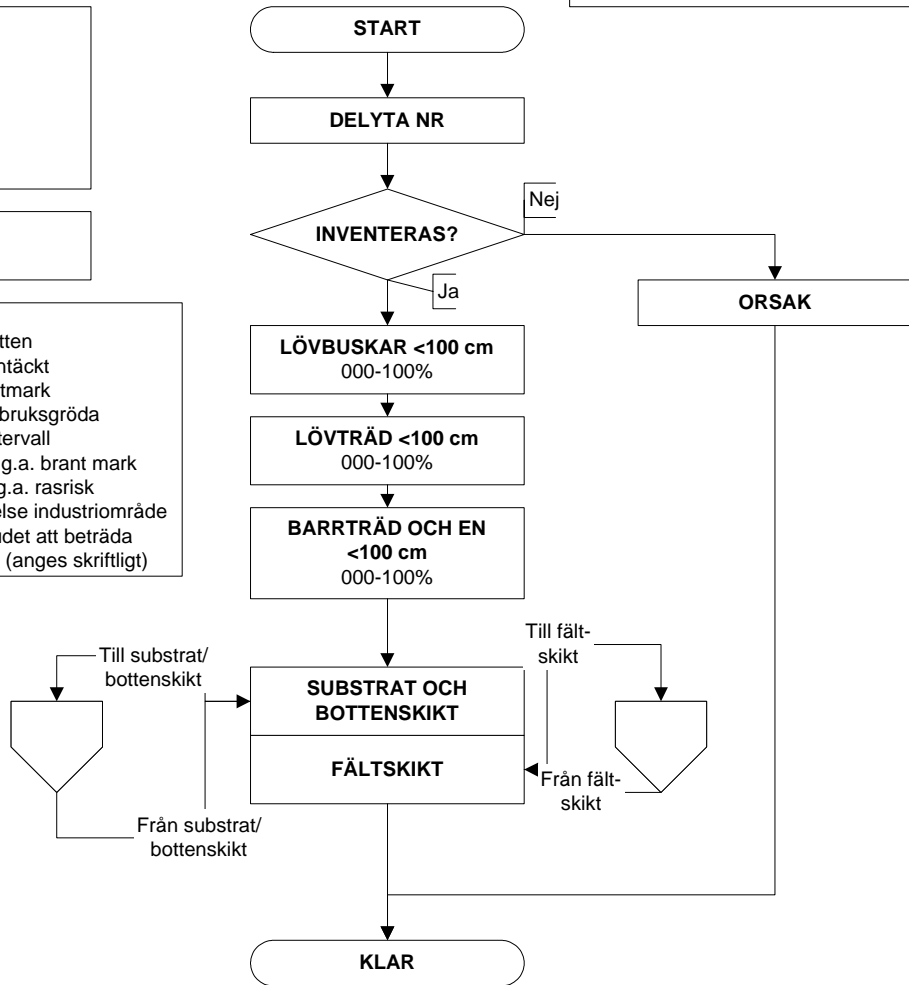 START
DELYTA NR
INVENTERAS?
Nej
Ja
ORSAK
tten
ntäckt
tmark
bruksgröda
tervall
g.a. brant mark
g.a. rasrisk
else industriområde
udet att beträda
(anges skriftligt)
LÖVBUSKAR <100 cm
000-100%
LÖVTRÄD <100 cm
000-100%
BARRTRÄD OCH EN
<100 cm
000-100%
Till substrat/
bottenskikt
Till fält-
skikt
SUBSTRAT OCH
BOTTENSKIKT
FÄLTSKIKT
Från fält-
skikt
Från substrat/
bottenskikt
KLAR